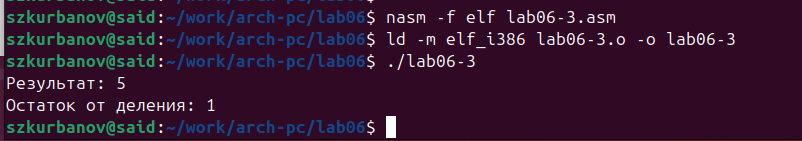 szkurbanov@said:~/work/arch-pc/lab06$ nasm -f elf lab06-3.asm
szkurbanov@said:~/work/arch-pc/lab06$ ld -m elf_i386 lab06-3.o -o lab06-3
szkurbanov@said:~/work/arch-pc/lab06$ ./lab06-3
Результат: 5
Остаток от деления: 1
szkurbanov@said:~/work/arch-pc/lab06$